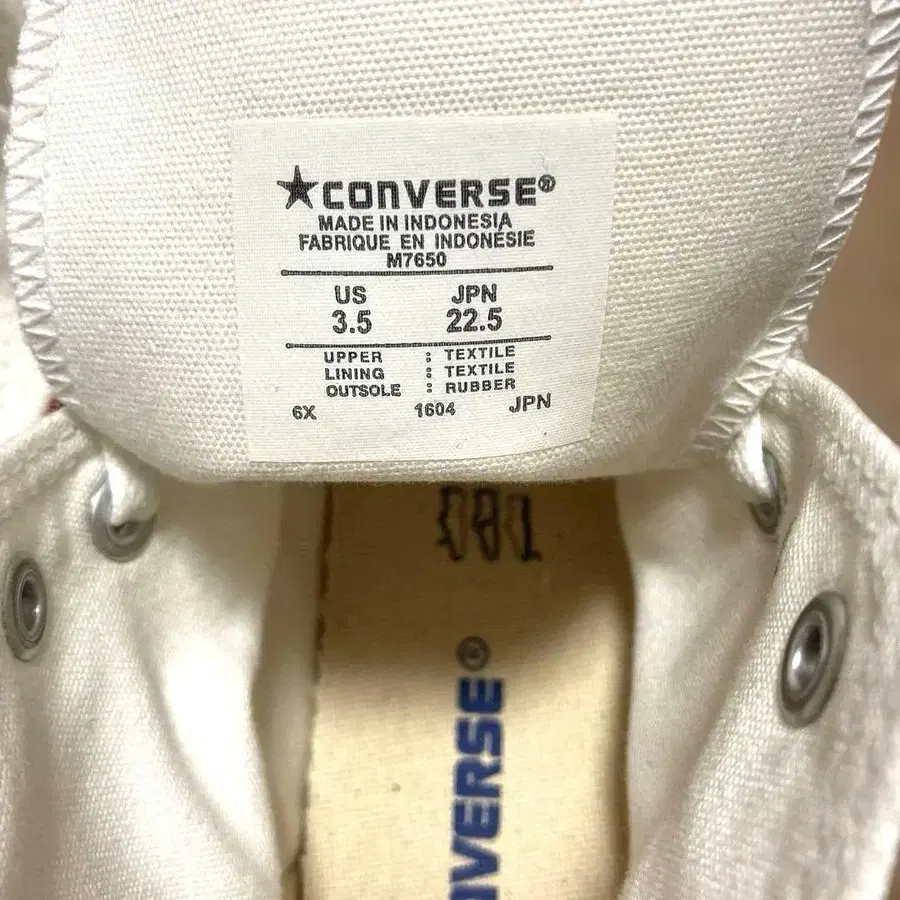 ★CONVERSE®
MADE IN INDONESIA
FABRIQUE EN INDONESIE
M7650
US JPN
3.5 22.5
UPPER : TEXTILE
LINING : TEXTILE
OUTSOLE : RUBBER
6X 1604 JPN
NVERSE®